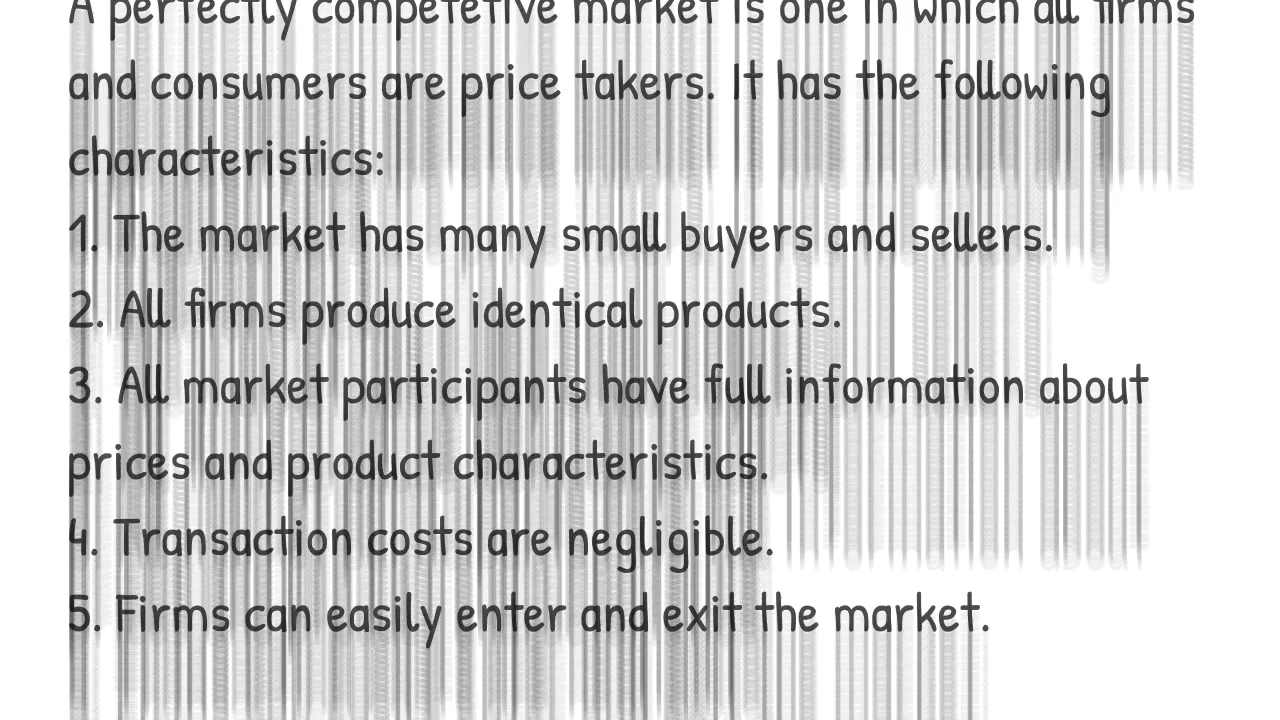 A perfectly competetive market is one in which all firms
and consumers are price takers. It has the following
characteristics:
1. The market has many small buyers and sellers.
2. All firms produce identical products.
3. All market participants have full information about
prices and product characteristics.
4. Transaction costs are negligible.
5. Firms can easily enter and exit the market.